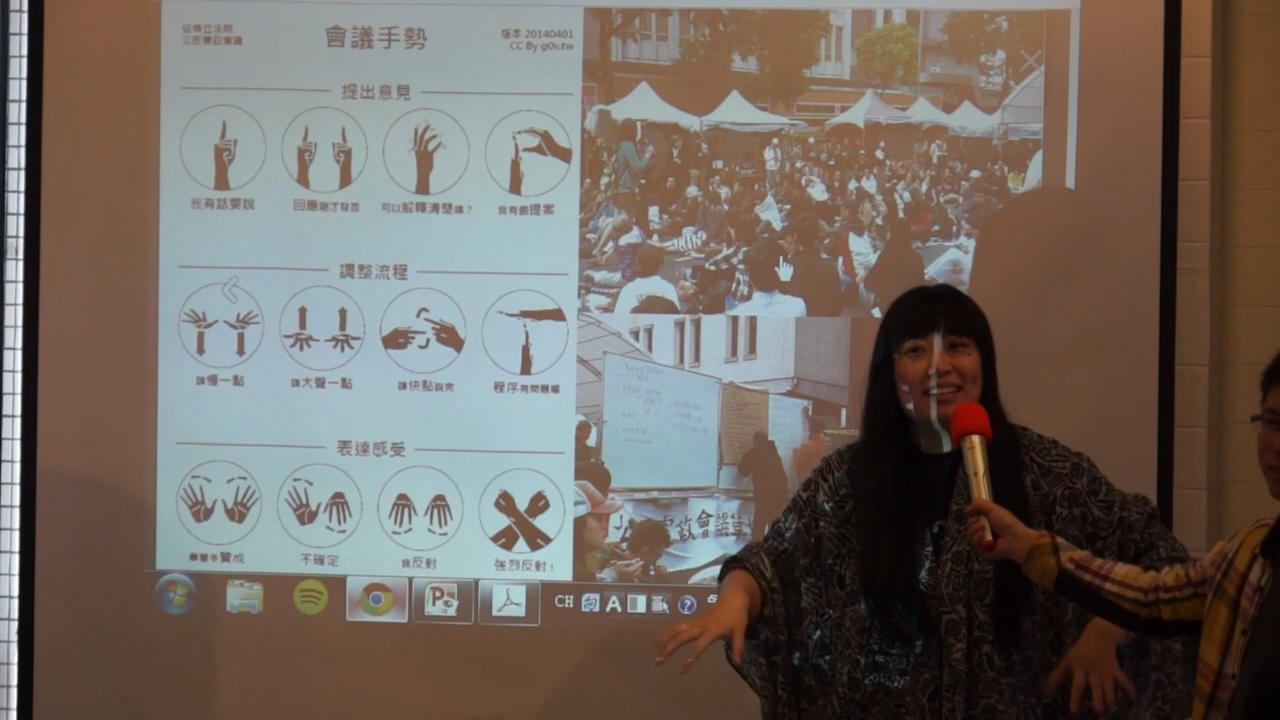 佔領立法院
公民憲政會議
會議手勢
版本 20140401
CC By g0v.tw
提出意見
我有話要說
回應剛才發言
可以解釋清楚嗎？
我有個提案
調整流程
請慢一點
請大聲一點
請快點說完
程序有問題喔
表達感受
舉雙手贊成
不確定
我反對
強烈反對！
憲政會議
CH